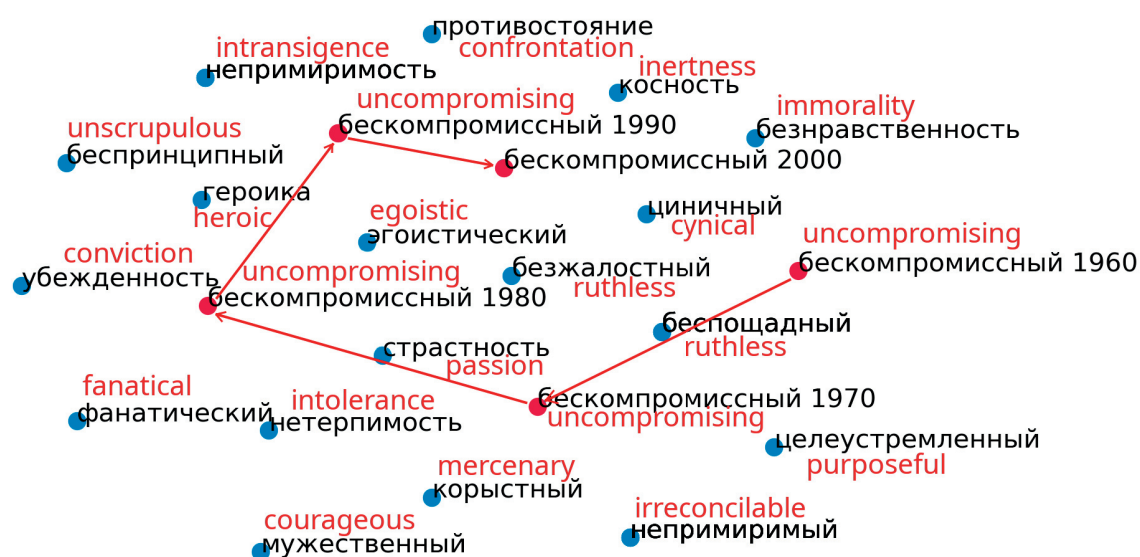 противостояние
intransigence
confrontation
непримиримость
inertness
косность
uncompromising
immorality
бескомпромиссный 1990
unscrupulous
безнравственность
беспринципный
бескомпромиссный 2000
героика
heroic
egoistic
циничный
cynical
эгоистический
uncompromising
conviction
бескомпромиссный 1960
убежденность
uncompromising
безжалостный
ruthless
бескомпромиссный 1980
беспощадный
ruthless
страстность
passion
fanatical
intolerance
бескомпромиссный 1970
uncompromising
фанатический
нетерпимость
целеустремленный
purposeful
mercenary
корыстный
irreconcilable
courageous
непримиримый
мужественный